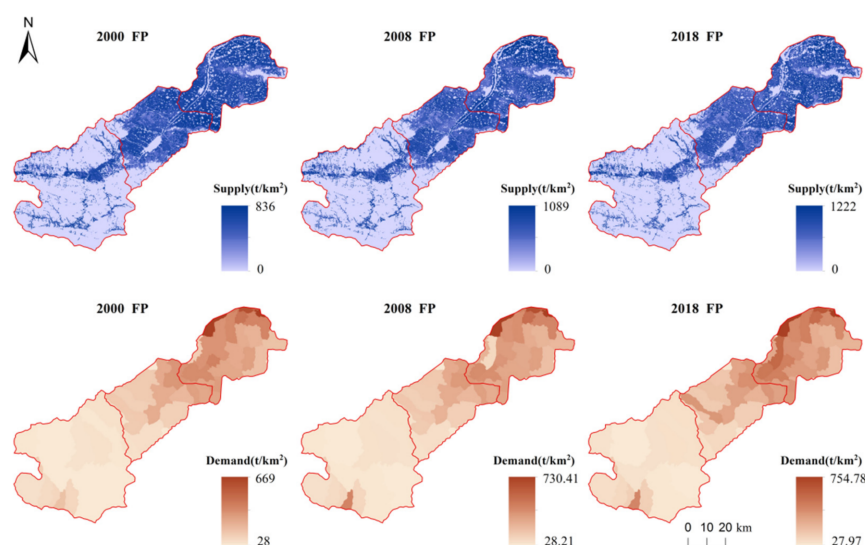 N
2000 FP
2008 FP
2018 FP
Supply(t/km²)
836
0
Supply(t/km²)
1089
0
Supply(t/km²)
1222
0
2000 FP
2008 FP
2018 FP
Demand(t/km²)
669
28
Demand(t/km²)
730.41
28.21
Demand(t/km²)
754.78
27.97
0 10 20 km